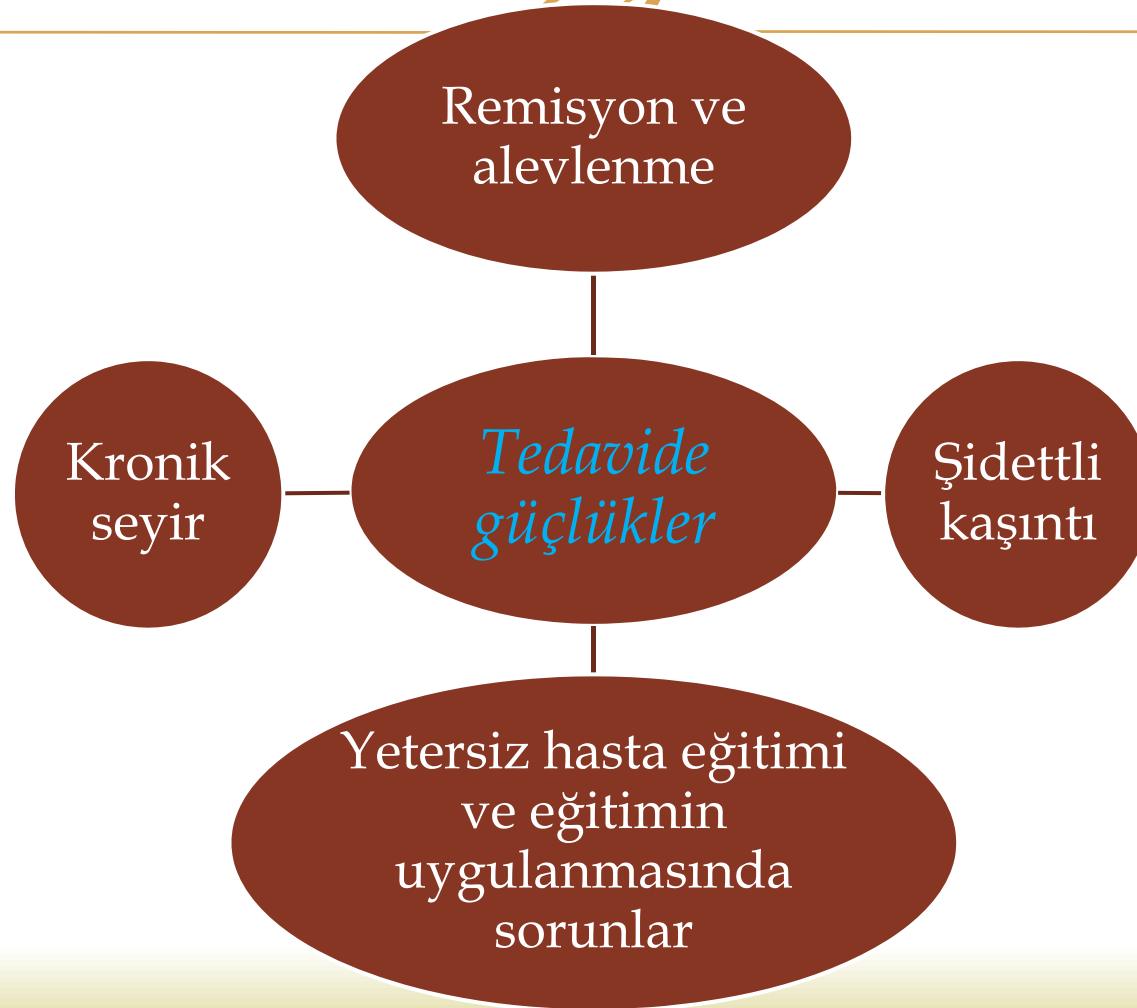 Remisyon ve
alevlenme
Kronik
seyir
Tedavide
güçlükler
Şidettli
kaşıntı
Yetersiz hasta eğitimi
ve eğitimin
uygulanmasında
sorunlar